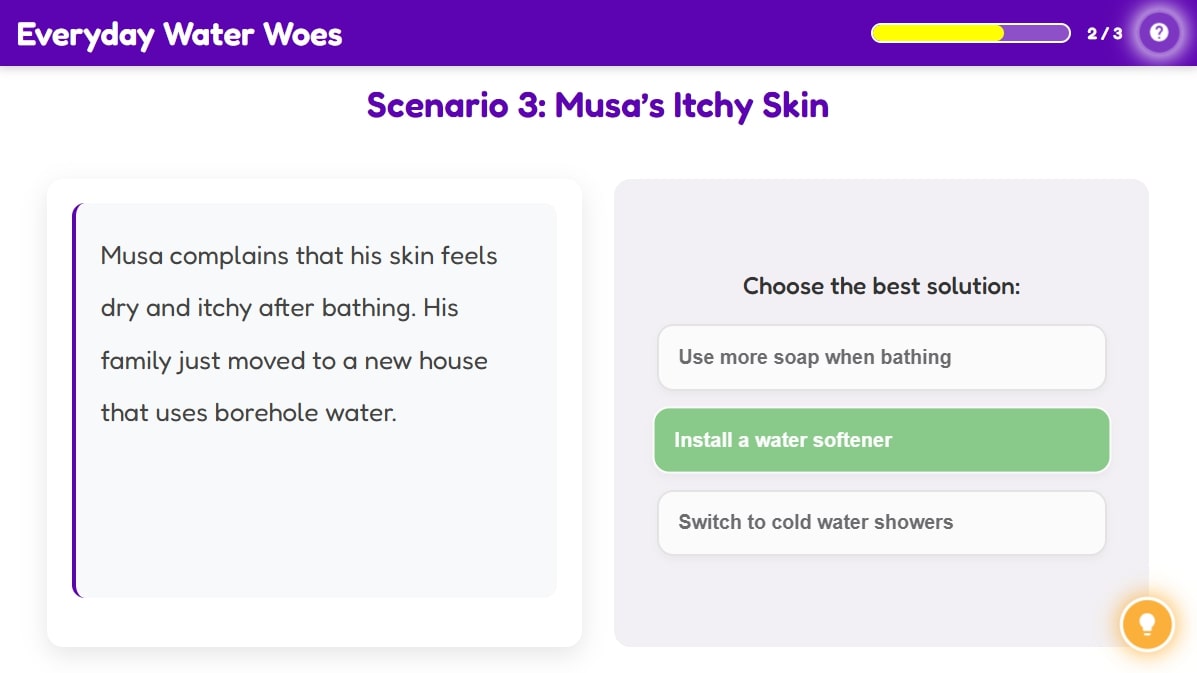 Everyday Water Woes
2 / 3
?
Scenario 3: Musa’s Itchy Skin
Musa complains that his skin feels
dry and itchy after bathing. His
family just moved to a new house
that uses borehole water.
Choose the best solution:
Use more soap when bathing
Install a water softener
Switch to cold water showers